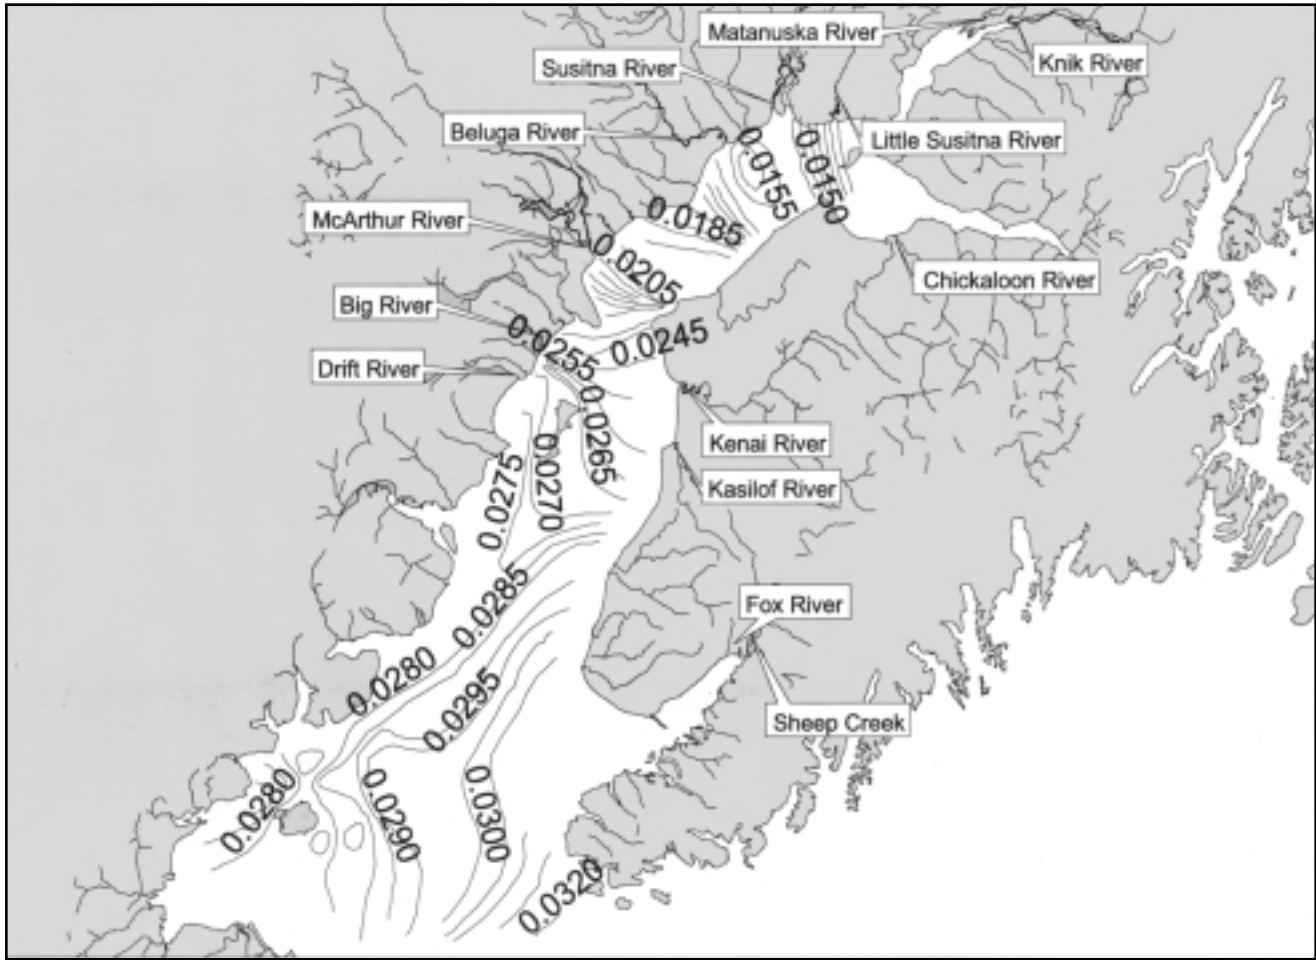 Matanuska River
Knik River
Susitna River
Beluga River
Little Susitna River
0.0155
0.0150
McArthur River
0.0185
0.0205
Chickaloon River
Big River
0.0255
0.0245
Drift River
0.0265
Kenai River
0.0275
0.0270
Kasilof River
0.0285
Fox River
0.0280
0.0295
Sheep Creek
0.0280
0.0290
0.0300
0.0320